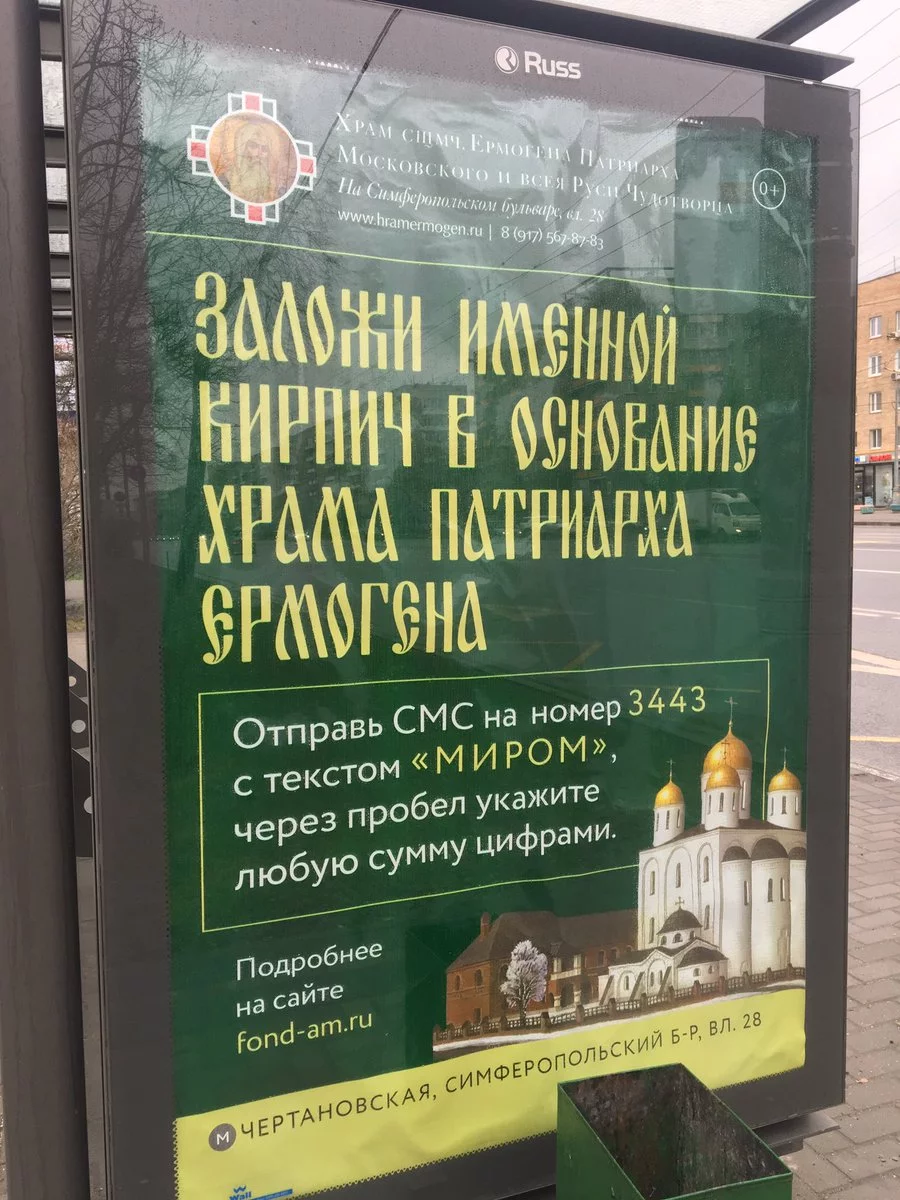 Russ
Храм сщмч. Ермогена Патриарха
Московского и всея Руси Чудотворца
На Симферопольском бульваре, вл. 28
www.hramermogen.ru | 8 (917) 567-87-83
0+
ЗАЛОЖИ ИМЕННОЙ
КИРПИЧ В ОСНОВАНИЕ
ХРАМА ПАТРИАРХА
ЕРМОГЕНА
Отправь СМС на номер 3443
с текстом «МИРОМ»,
через пробел укажите
любую сумму цифрами.
Подробнее
на сайте
fond-am.ru
М ЧЕРТАНОВСКАЯ, СИМФЕРОПОЛЬСКИЙ Б-Р, ВЛ. 28
Wall